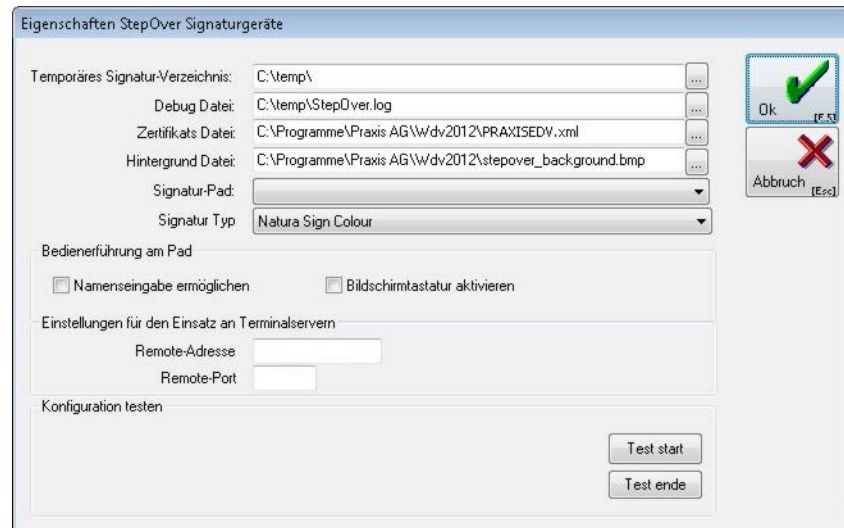 Eigenschaften StepOver Signaturgeräte
Temporäres Signatur-Verzeichnis: C:\temp\ ...
Debug Datei: C:\temp\StepOver.log ...
Zertifikats Datei: C:\Programme\Praxis AG\Wdv2012\PRAXISEDV.xml ...
Hintergrund Datei: C:\Programme\Praxis AG\Wdv2012\stepover_background.bmp ...
Signatur-Pad:
Signatur Typ Natura Sign Colour
Ok [F5]
Abbruch [Esc]
Bedienerführung am Pad
Namenseingabe ermöglichen Bildschirmtastatur aktivieren
Einstellungen für den Einsatz an Terminalservern
Remote-Adresse
Remote-Port
Konfiguration testen
Test start
Test ende